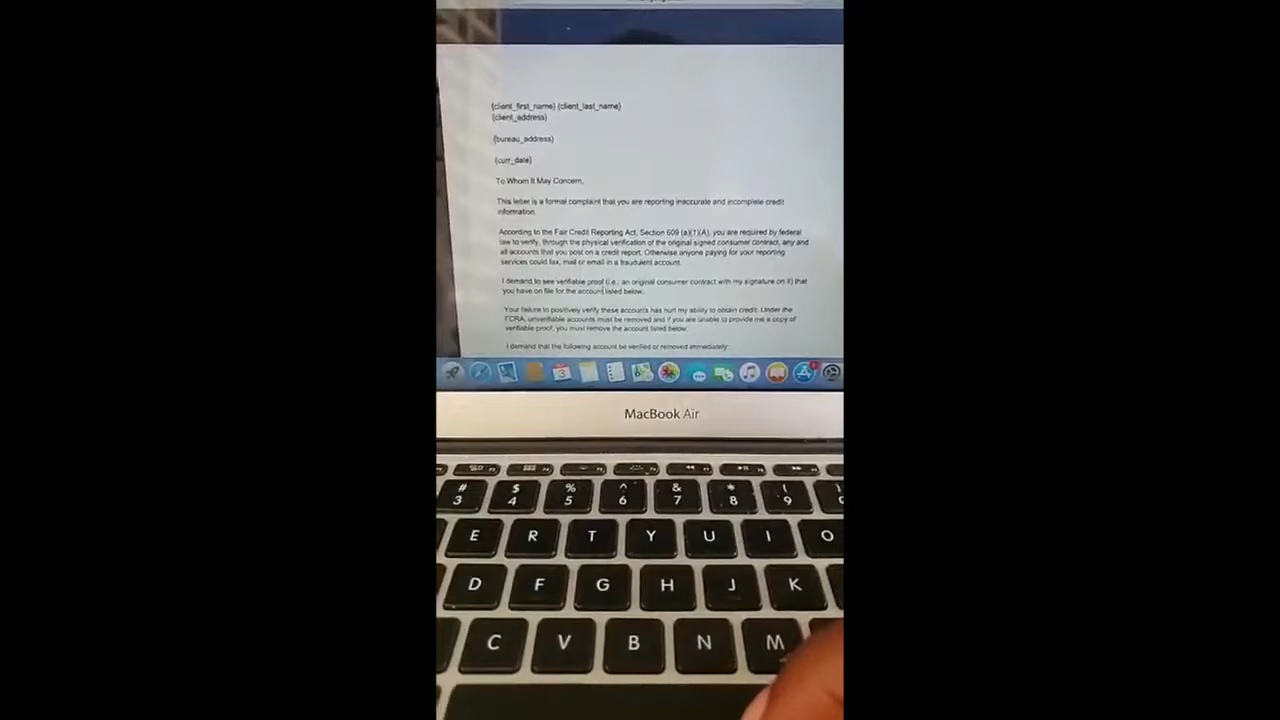 {client_first_name} {client_last_name}
{client_address}
{bureau_address}
{curr_date}
To Whom It May Concern,
This letter is a formal complaint that you are reporting inaccurate and incomplete credit
information.
According to the Fair Credit Reporting Act, Section 609 (a)(1)(A), you are required by federal
law to verify, through the physical verification of the original signed consumer contract, any and
all accounts that you post on a credit report. Otherwise anyone paying for your reporting
services could fax, mail or email in a fraudulent account.
I demand to see verifiable proof (i.e.: an original consumer contract with my signature on it) that
you have on file for the account listed below.
Your failure to positively verify these accounts has hurt my ability to obtain credit. Under the
FCRA, unverifiable accounts must be removed and if you are unable to provide me a copy of
verifiable proof, you must remove the account listed below.
I demand that the following account be verified or removed immediately:
3
MacBook Air
# $ % ^ & * (
3 4 5 6 7 8 9
E R T Y U I O
D F G H J K
C V B N M